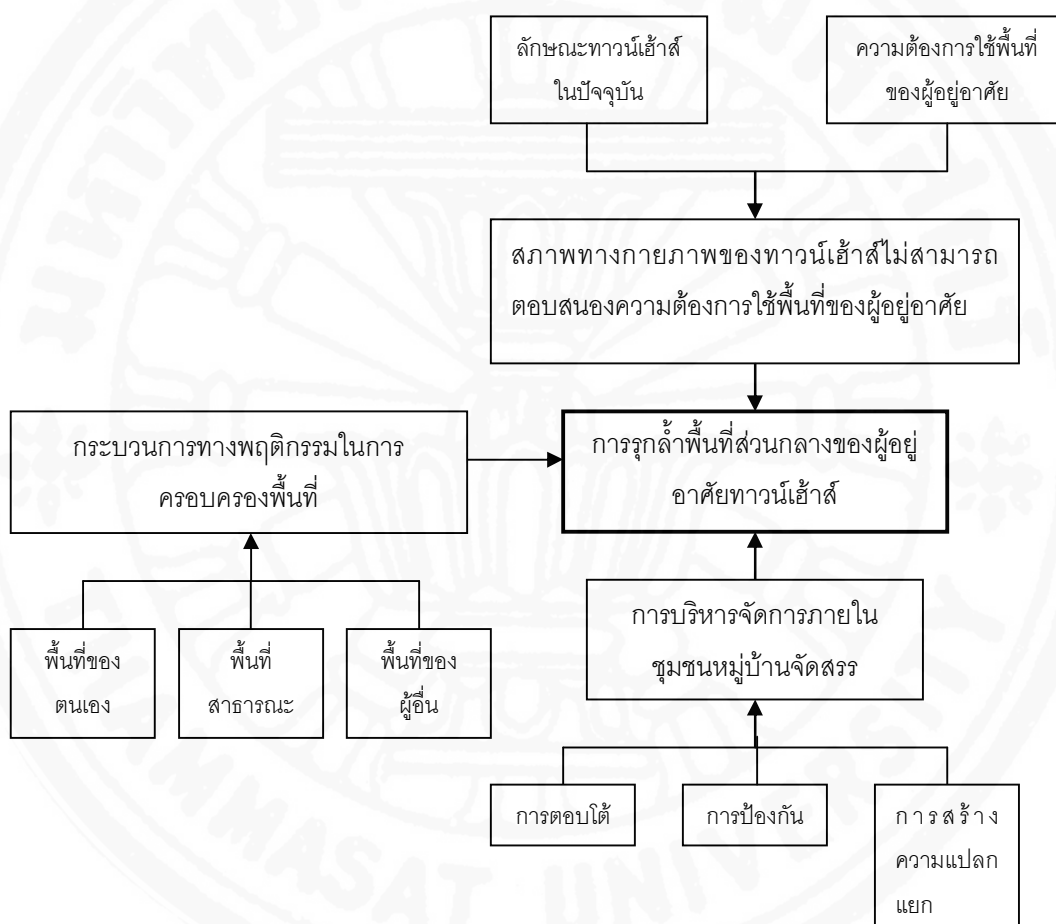 ลักษณะทาวน์เฮ้าส์
ในปัจจุบัน
ความต้องการใช้พื้นที่
ของผู้อยู่อาศัย
สภาพทางกายภาพของทาวน์เฮ้าส์ไม่สามารถ
ตอบสนองความต้องการใช้พื้นที่ของผู้อยู่อาศัย
กระบวนการทางพฤติกรรมในการ
ครอบครองพื้นที่
การรุกล้ำพื้นที่ส่วนกลางของผู้อยู่
อาศัยทาวน์เฮ้าส์
พื้นที่ของ
ตนเอง
พื้นที่
สาธารณะ
พื้นที่ของ
ผู้อื่น
การบริหารจัดการภายใน
ชุมชนหมู่บ้านจัดสรร
การตอบโต้
การป้องกัน
การสร้าง
ความแปลก
แยก
THAMMASAT UNIVERSITY